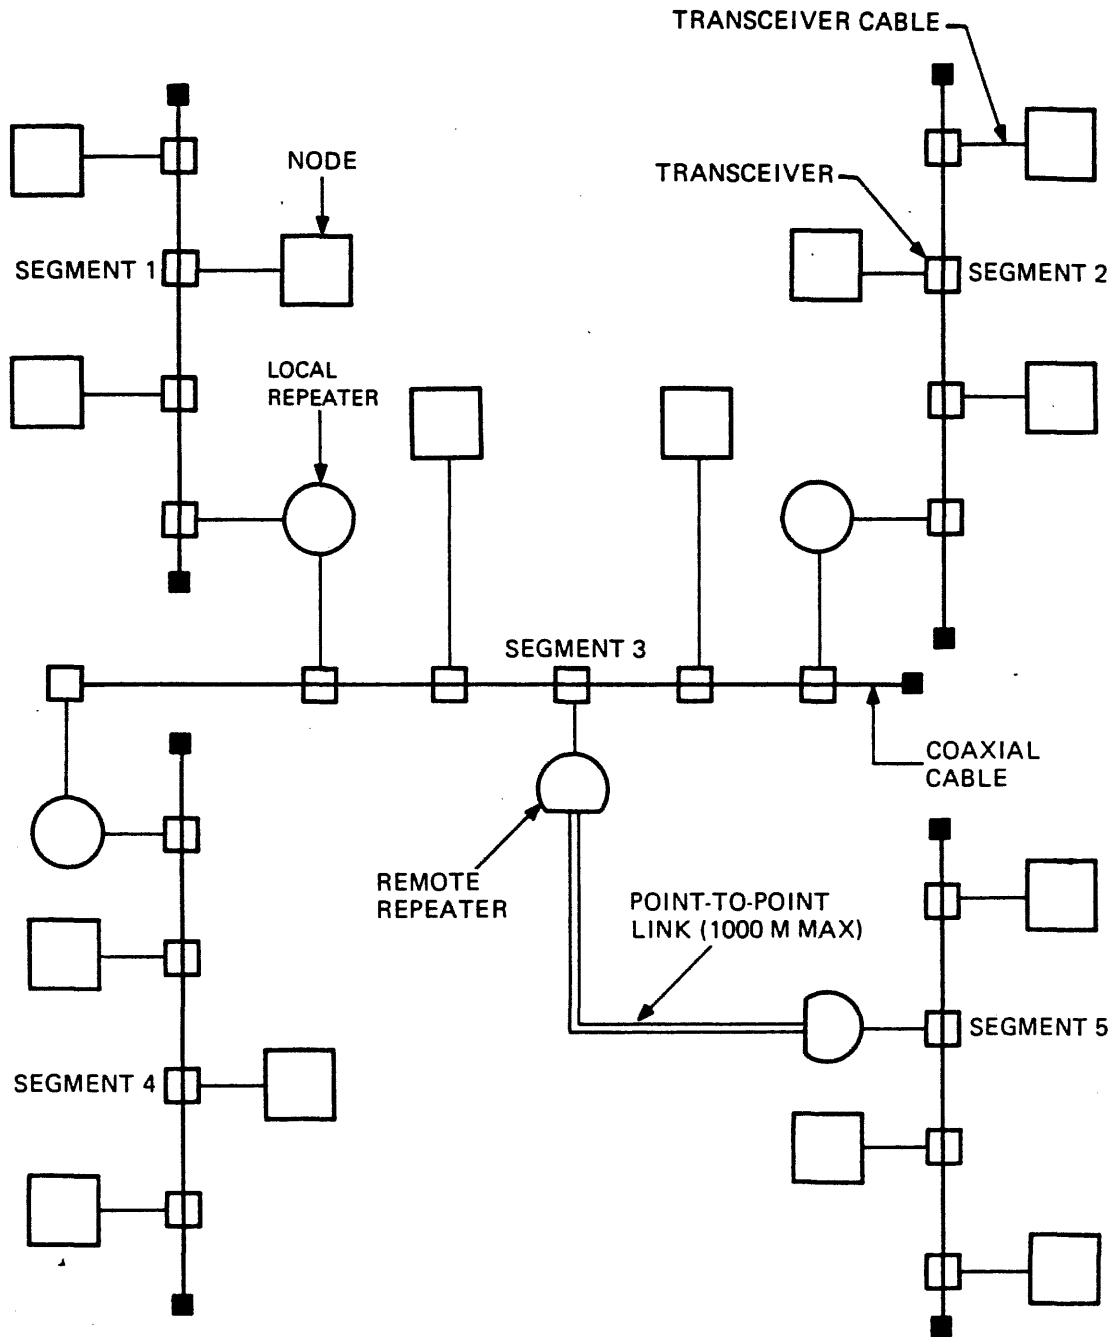 TRANSCEIVER CABLE
NODE
TRANSCEIVER
SEGMENT 1
SEGMENT 2
LOCAL
REPEATER
SEGMENT 3
COAXIAL
CABLE
REMOTE
REPEATER
POINT-TO-POINT
LINK (1000 M MAX)
SEGMENT 5
SEGMENT 4